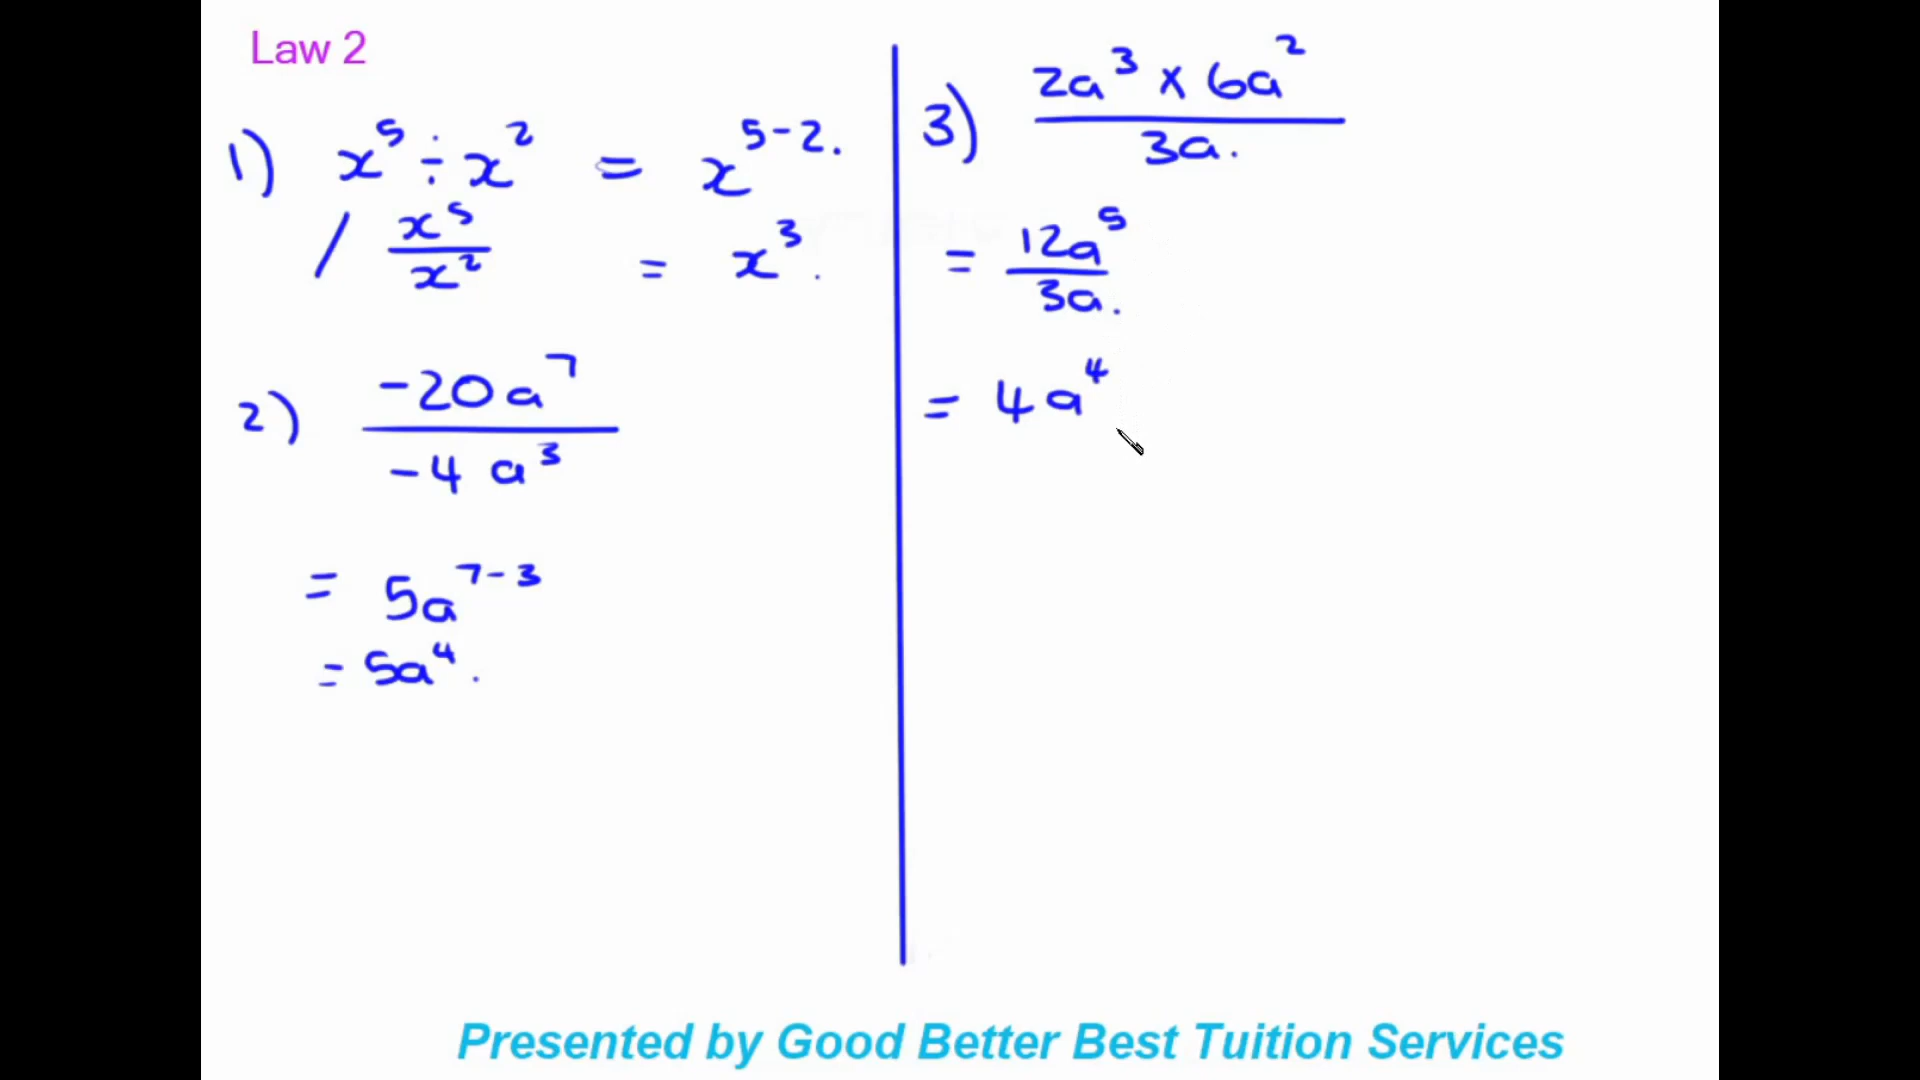 Law 2
1) x⁵ ÷ x² = x⁵⁻².
/ x⁵/x² = x³.
2) -20a⁷ / -4a³
= 5a⁷⁻³
= 5a⁴.
3) 2a³ × 6a² / 3a.
= 12a⁵ / 3a.
= 4a⁴
Presented by Good Better Best Tuition Services